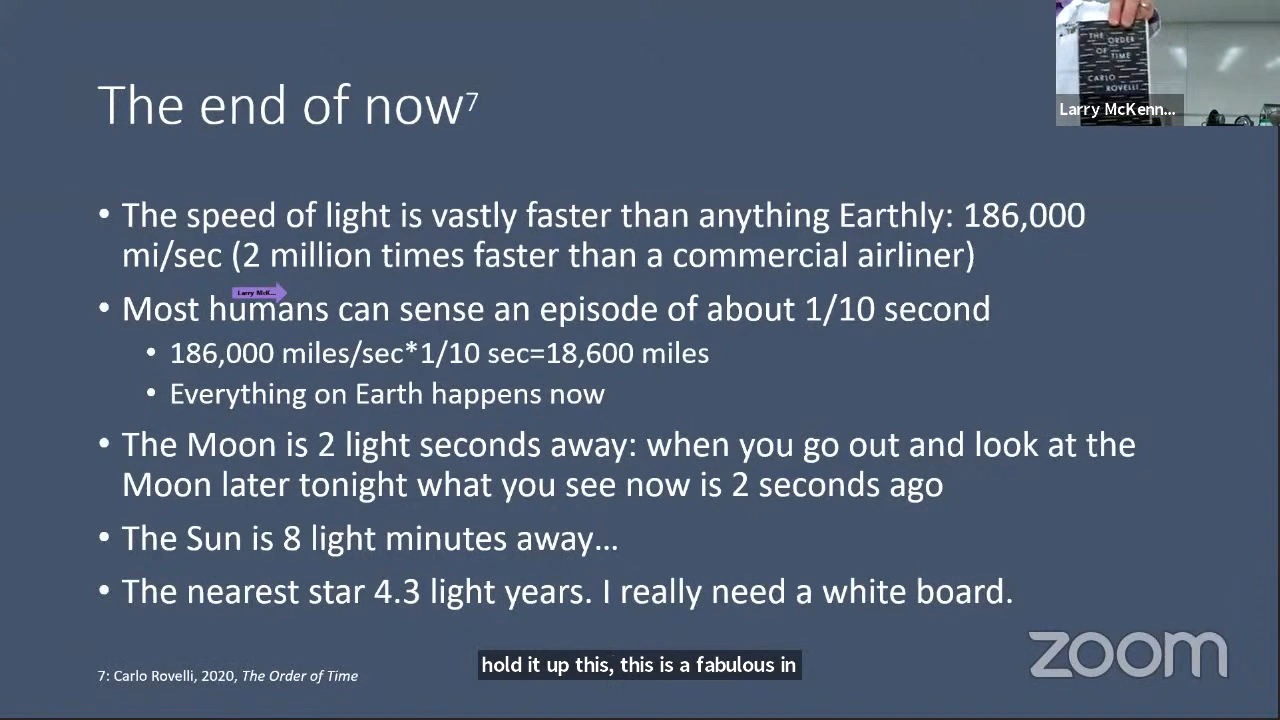 THE
ORDER
OF
TIME
CARLO
ROVELLI
Larry McKenn...
The end of now7
• The speed of light is vastly faster than anything Earthly: 186,000
mi/sec (2 million times faster than a commercial airliner)
Larry McK...
• Most humans can sense an episode of about 1/10 second
• 186,000 miles/sec*1/10 sec=18,600 miles
• Everything on Earth happens now
• The Moon is 2 light seconds away: when you go out and look at the
Moon later tonight what you see now is 2 seconds ago
• The Sun is 8 light minutes away...
• The nearest star 4.3 light years. I really need a white board.
zoom
hold it up this, this is a fabulous in
7: Carlo Rovelli, 2020, The Order of Time